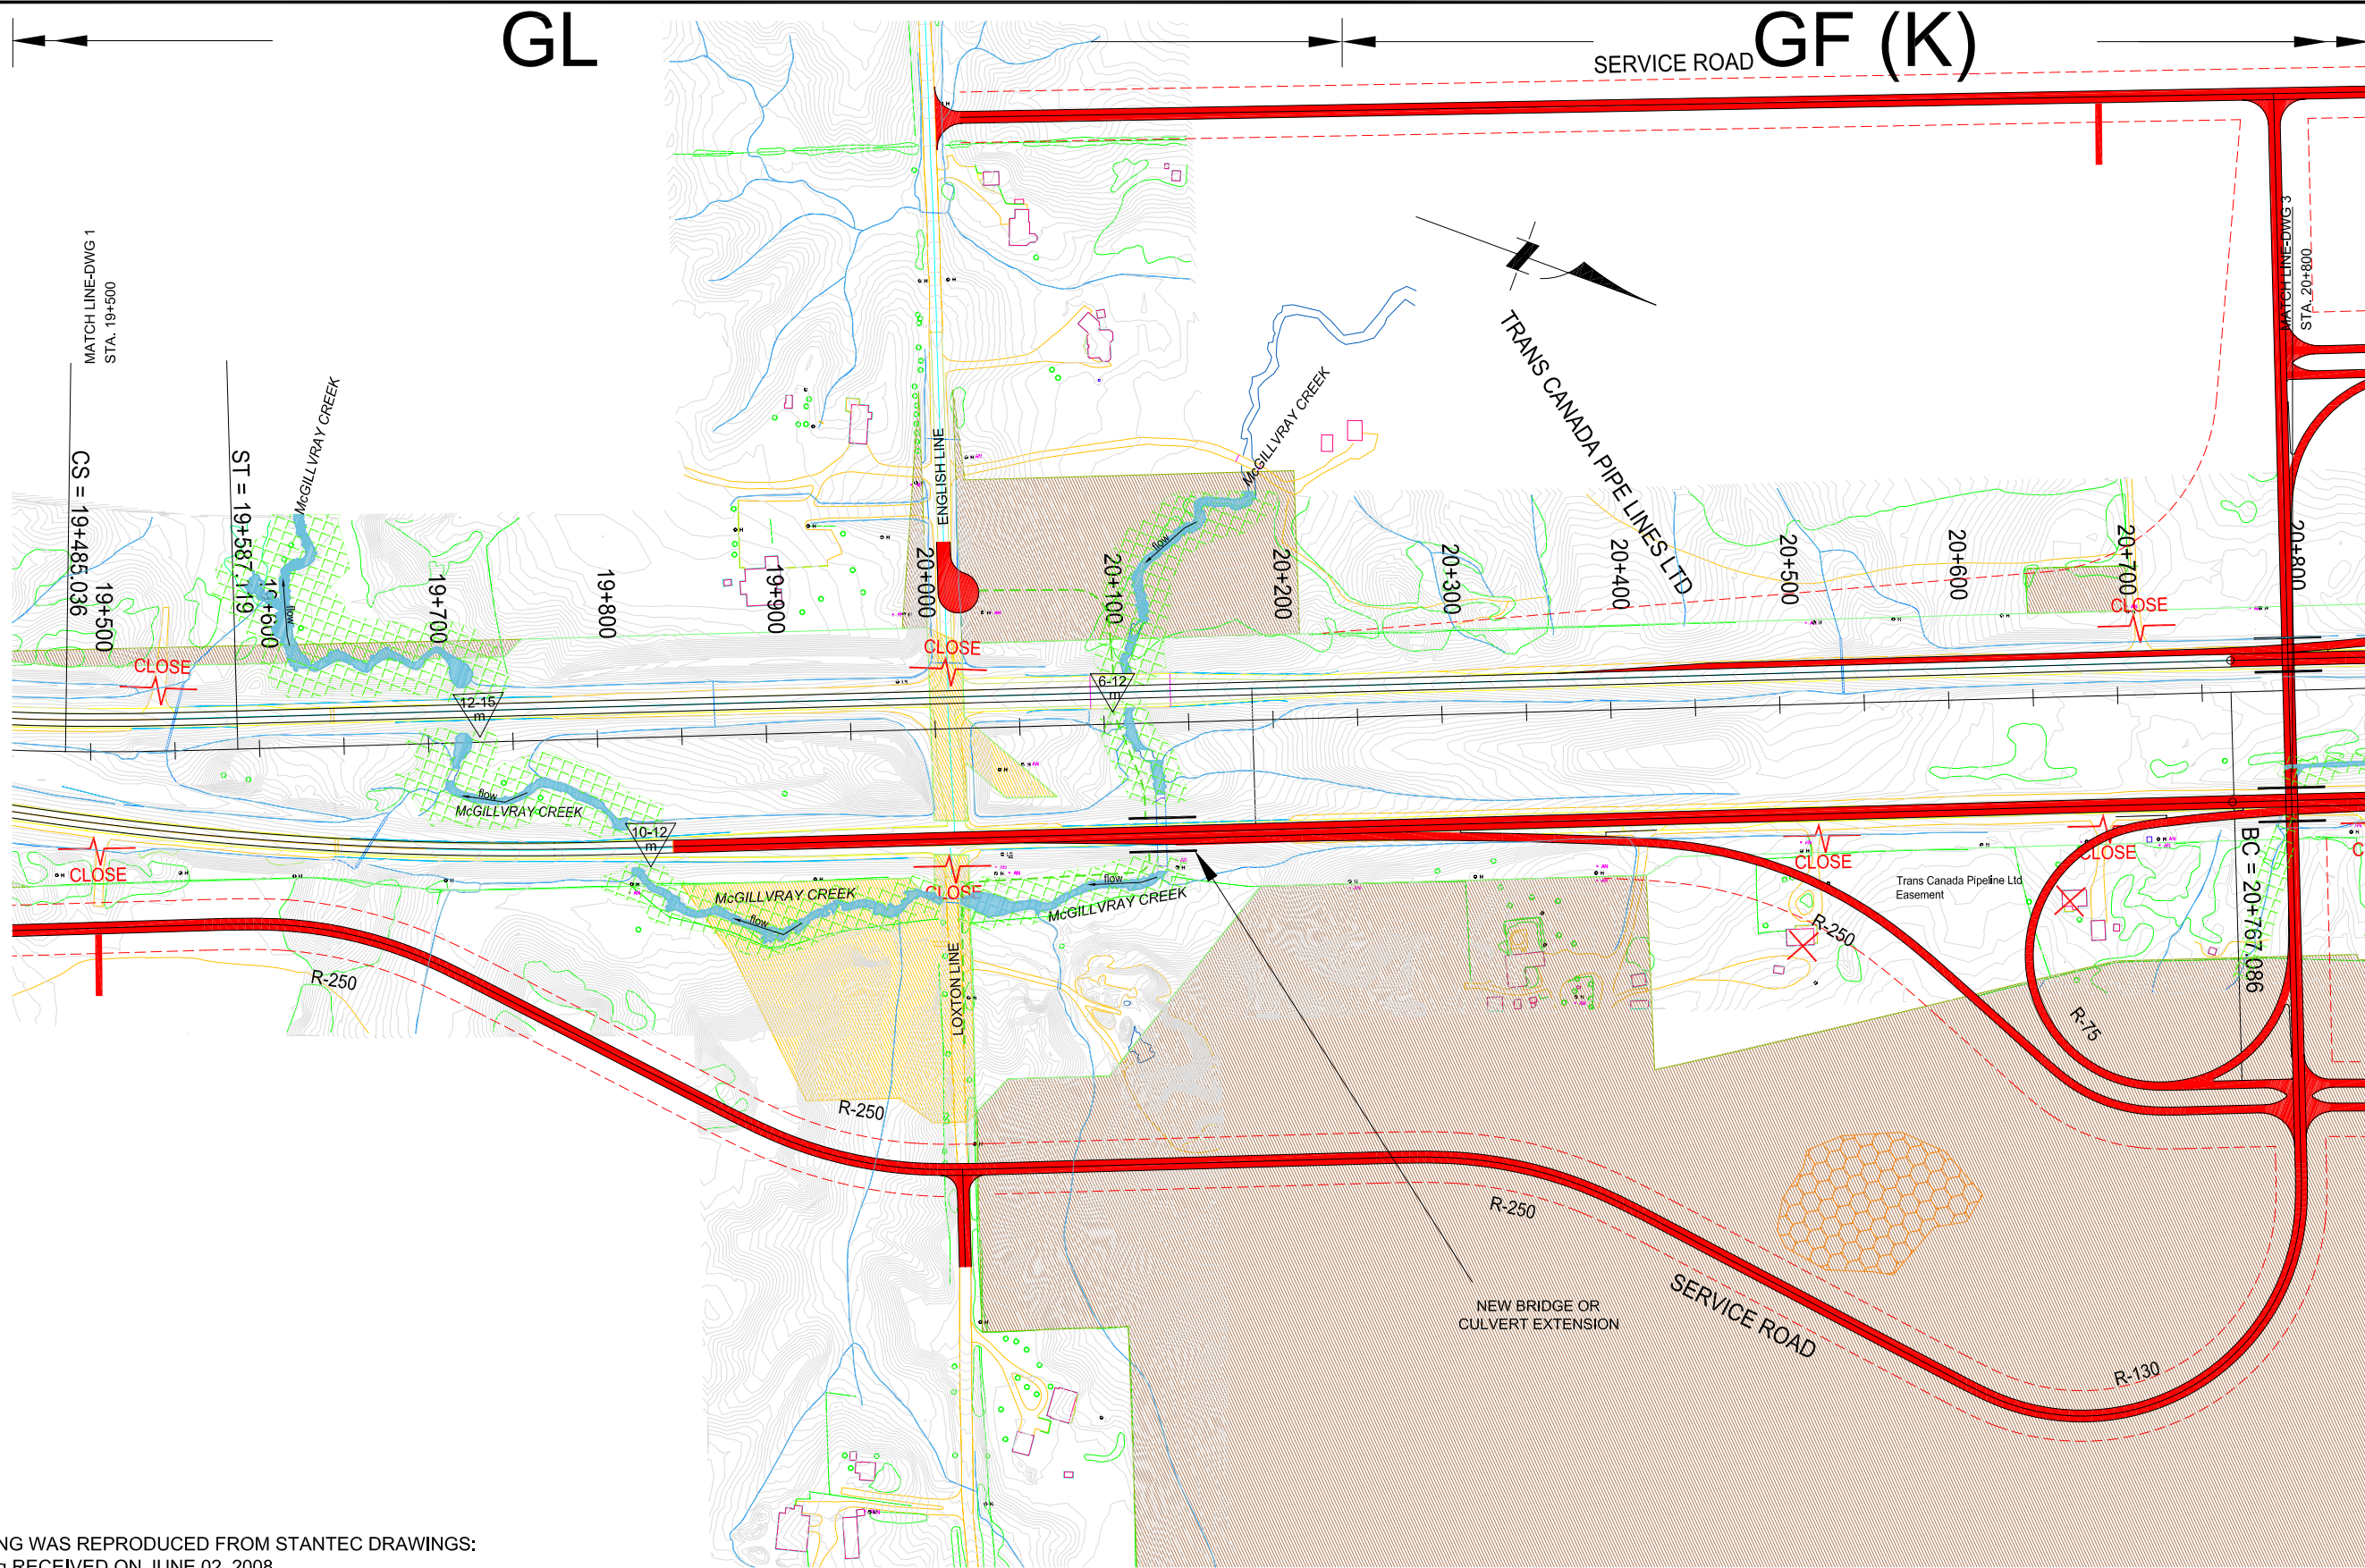 GL
GF (K)
SERVICE ROAD
MATCH LINE-DWG 1
STA. 19+500
MATCH LINE-DWG 3
STA. 20+800
McGILLVRAY CREEK
McGILLVRAY CREEK
TRANS CANADA PIPE LINES LTD
ENGLISH LINE
CS = 19+485.036
ST = 19+587.119
19+500
19+600
19+700
19+800
19+900
20+000
20+100
20+200
20+300
20+400
20+500
20+600
20+700
20+800
flow
flow
CLOSE
CLOSE
CLOSE
12-15
m
6-12
m
flow
McGILLVRAY CREEK
10-12
m
CLOSE
CLOSE
CLOSE
CLOSE
McGILLVRAY CREEK
flow
flow
McGILLVRAY CREEK
Trans Canada Pipeline Ltd
Easement
BC = 20+767.086
R-250
R-250
LOXTON LINE
R-75
R-250
R-250
NEW BRIDGE OR
CULVERT EXTENSION
SERVICE ROAD
R-130
NG WAS REPRODUCED FROM STANTEC DRAWINGS:
RECEIVED ON JUNE 02, 2008